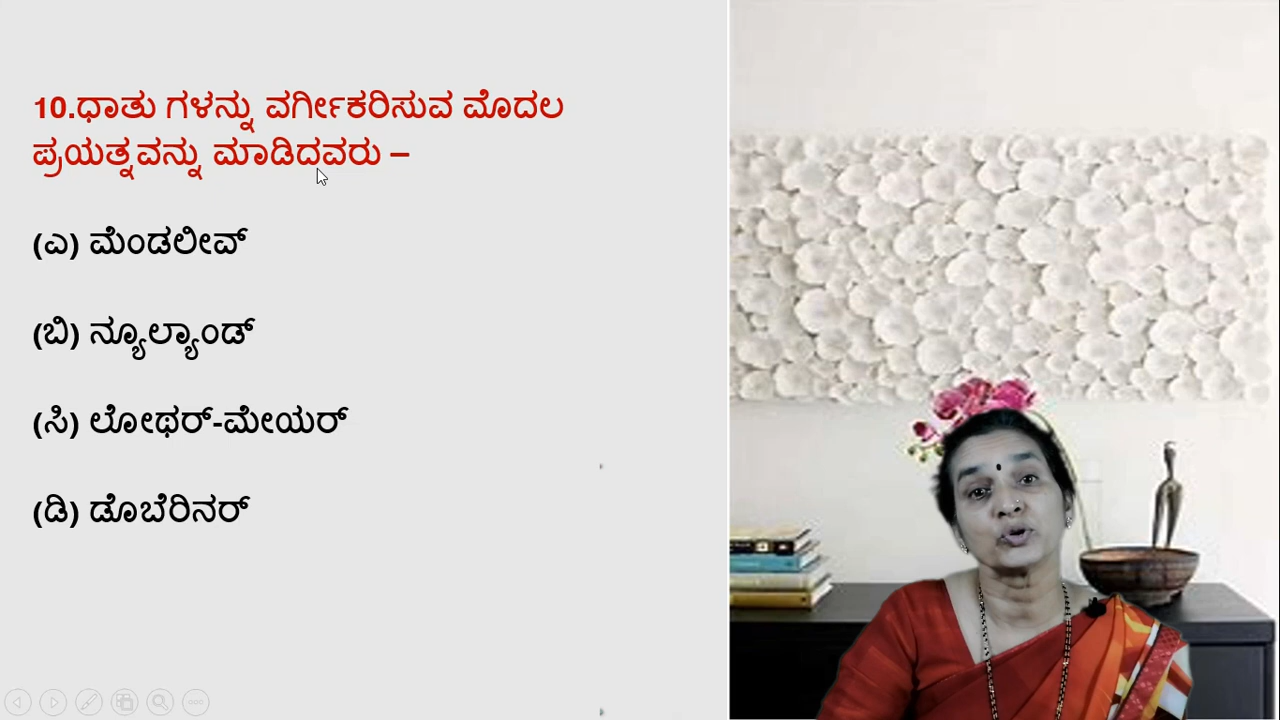 10.ಧಾತು ಗಳನ್ನು ವರ್ಗೀಕರಿಸುವ ಮೊದಲ
ಪ್ರಯತ್ನವನ್ನು ಮಾಡಿದವರು –
(ಎ) ಮೆಂಡಲೀವ್
(ಬಿ) ನ್ಯೂಲ್ಯಾಂಡ್
(ಸಿ) ಲೋಥರ್-ಮೇಯರ್
(ಡಿ) ಡೊಬೆರಿನರ್